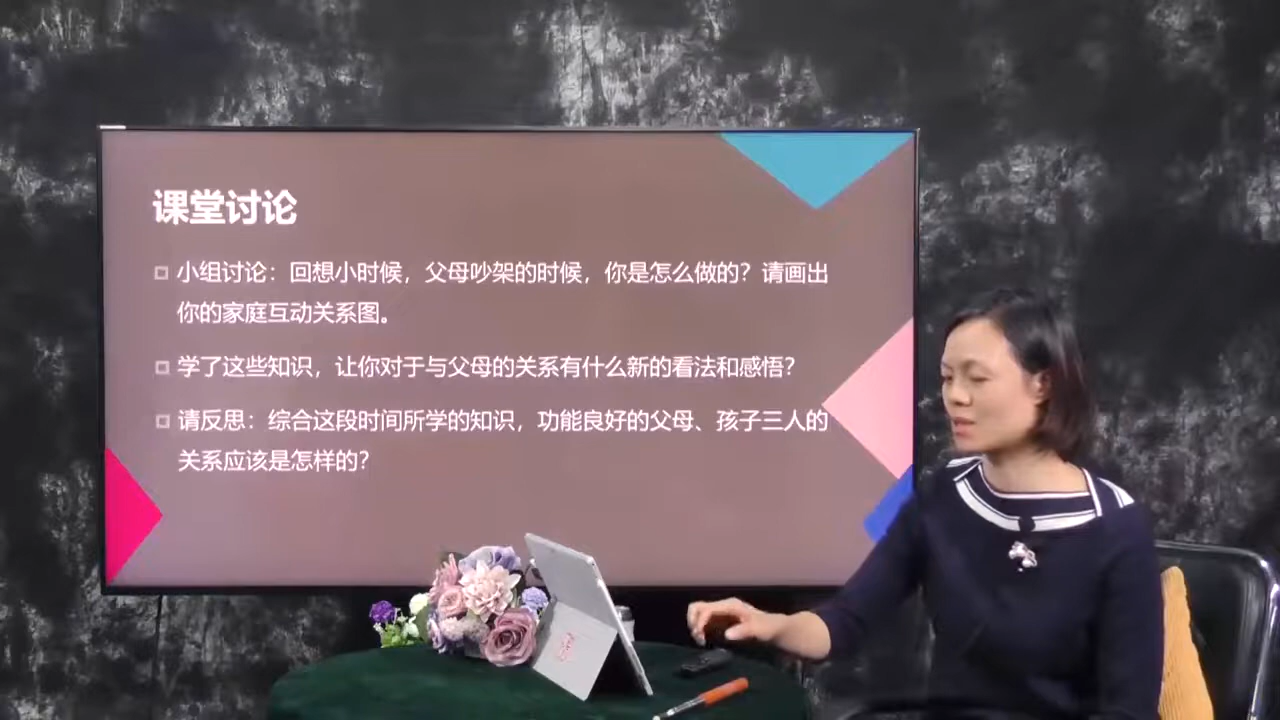 课堂讨论
小组讨论：回想小时候，父母吵架的时候，你是怎么做的？请画出
你的家庭互动关系图。
学了这些知识，让你对于与父母的关系有什么新的看法和感悟？
请反思：综合这段时间所学的知识，功能良好的父母、孩子三人的
关系应该是怎样的？